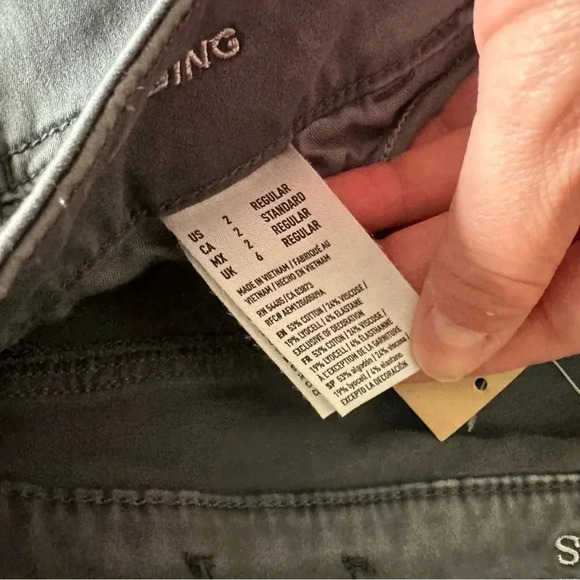 ING
US 2 REGULAR
CA 2 STANDARD
MX 2 REGULAR
UK 6 REGULAR
MADE IN VIETNAM / FABRIQUÉ AU
VIETNAM / HECHO EN VIETNAM
RN 54485 / CA 03873
RFC# AEM1206G5U9A
EN 53% COTTON / 24% VISCOSE /
19% LYOCELL / 4% ELASTANE
EXCLUSIVE OF DECORATION
FR 53% COTON / 24% VISCOSE /
19% LYOCELL / 4% ÉLASTHANNE
À L'EXCEPTION DE LA GARNITURE
SP 53% algodón / 24% viscosa /
19% lyocell / 4% elastano
EXCEPTO LA DECORACIÓN
S